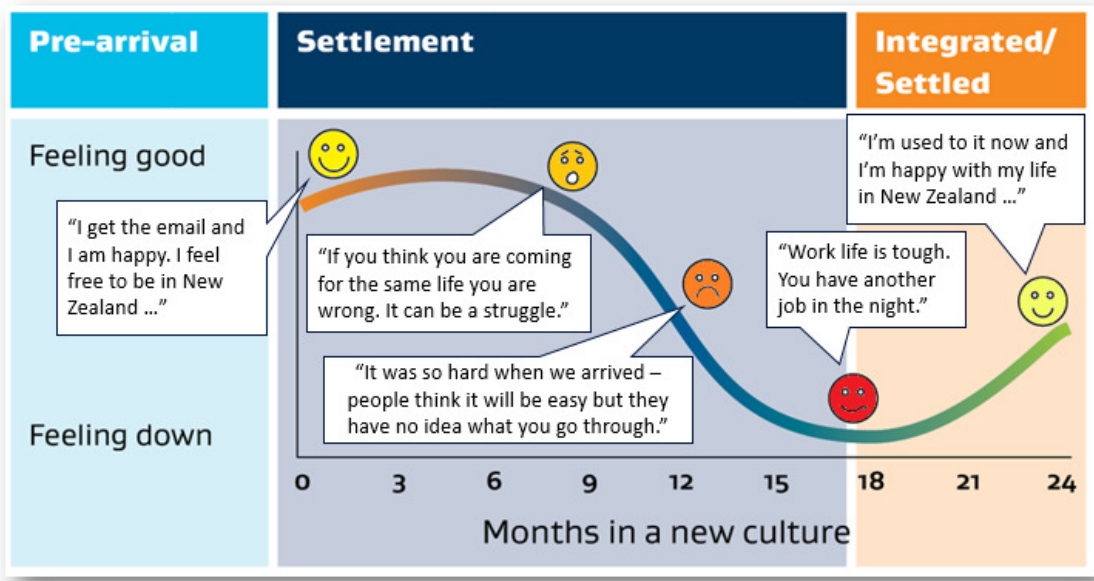 Pre-arrival
Settlement
Integrated/
Settled
Feeling good
“I get the email and
I am happy. I feel
free to be in New
Zealand ...”
“If you think you are coming
for the same life you are
wrong. It can be a struggle.”
“It was so hard when we arrived –
people think it will be easy but they
have no idea what you go through.”
“Work life is tough.
You have another
job in the night.”
“I’m used to it now and
I’m happy with my life
in New Zealand ...”
Feeling down
0 3 6 9 12 15 18 21 24
Months in a new culture